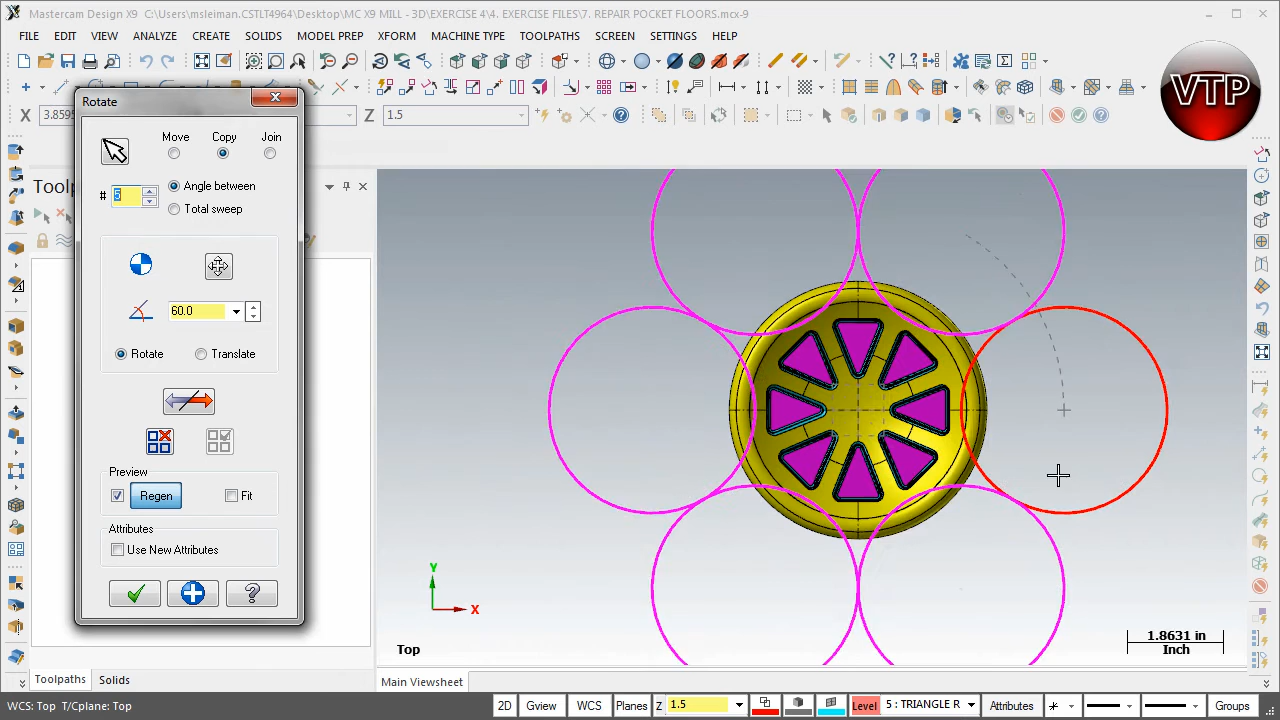 Mastercam Design X9 C:\Users\msleiman.CSTLT4964\Desktop\MC X9 MILL - 3D\EXERCISE 4\4. EXERCISE FILES\7. REPAIR POCKET FLOORS.mcx-9
FILE EDIT VIEW ANALYZE CREATE SOLIDS MODEL PREP XFORM MACHINE TYPE TOOLPATHS SCREEN SETTINGS HELP
VTP
X 3.859 Z 1.5
Rotate
Move Copy Join
# 5 Angle between
Total sweep
60.0
Rotate Translate
Preview
Regen Fit
Attributes
Use New Attributes
Y
X
Top
1.8631 in
Inch
Toolpaths Solids
Main Viewsheet
WCS: Top T/Cplane: Top 2D Gview WCS Planes Z 1.5 Level 5 : TRIANGLE R Attributes Groups